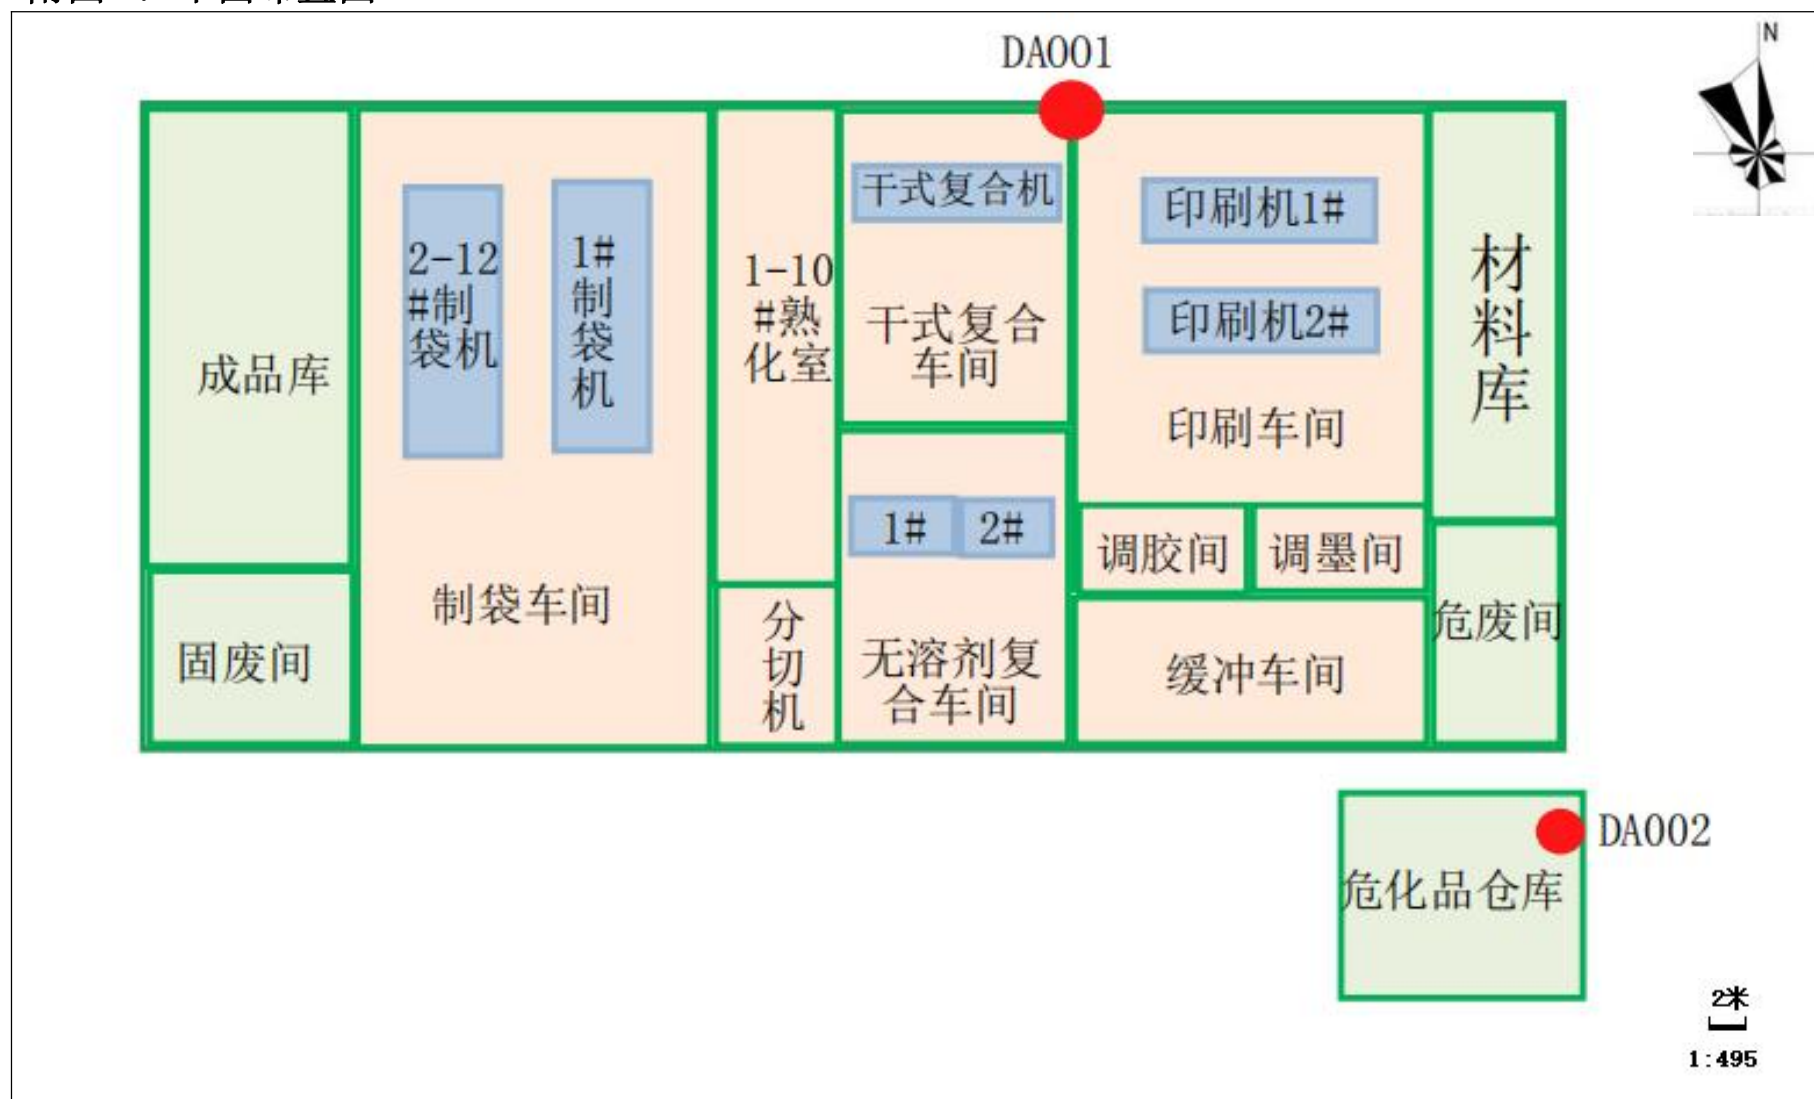 N
DA001
成品库
固废间
2-12
#制
袋机
1#
制
袋
机
制袋车间
1-10
#熟
化室
分
切
机
干式复合机
干式复合
车间
1#
2#
无溶剂复
合车间
印刷机1#
印刷机2#
印刷车间
调胶间
调墨间
缓冲车间
材
料
库
危废间
DA002
危化品仓库
2米
1:495